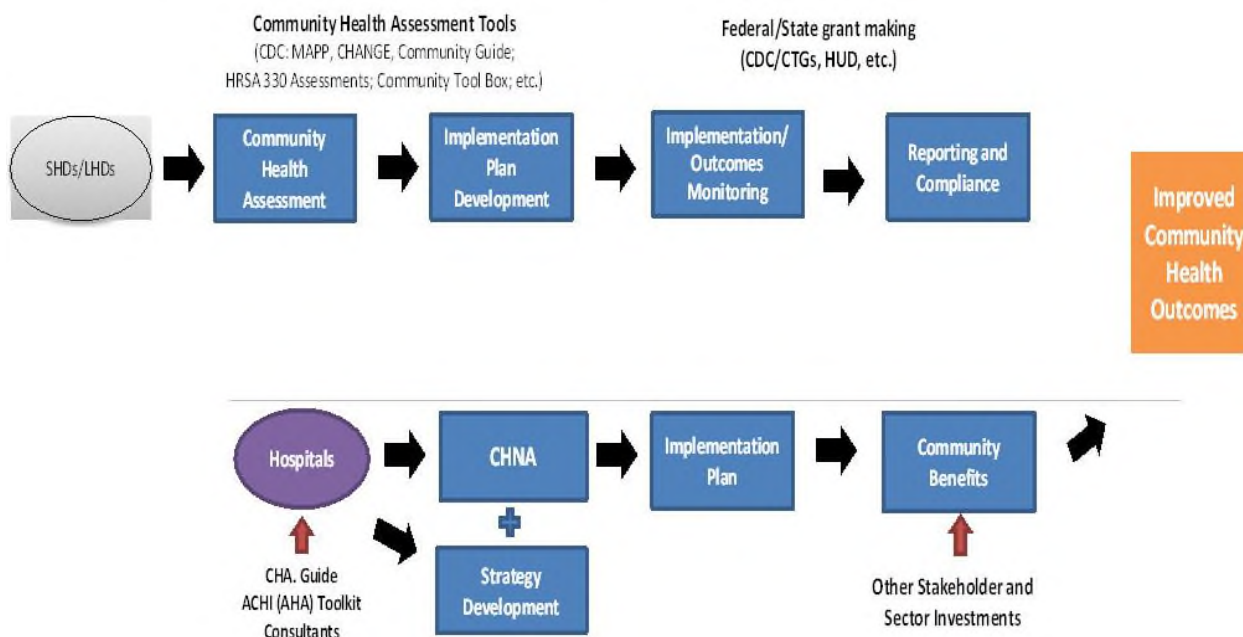 Community Health Assessment Tools
(CDC: MAPP, CHANGE, Community Guide;
HRSA 330 Assessments; Community Tool Box; etc.)
Federal/State grant making
(CDC/CTGs, HUD, etc.)
SHDs/LHDs
Community
Health
Assessment
Implementation
Plan
Development
Implementation/
Outcomes
Monitoring
Reporting and
Compliance
Improved
Community
Health
Outcomes
Hospitals
CHNA
Implementation
Plan
Community
Benefits
+
Strategy
Development
CHA. Guide
ACHI (AHA) Toolkit
Consultants
Other Stakeholder and
Sector Investments